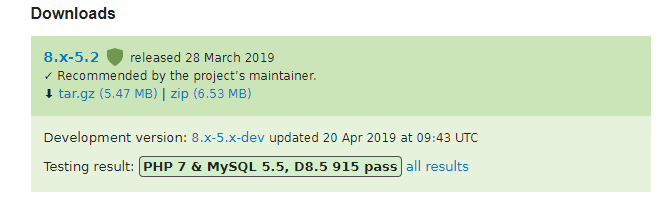 Downloads
8.x-5.2 released 28 March 2019
✓ Recommended by the project’s maintainer.
⬇ tar.gz (5.47 MB) | zip (6.53 MB)
Development version: 8.x-5.x-dev updated 20 Apr 2019 at 09:43 UTC
Testing result: PHP 7 & MySQL 5.5, D8.5 915 pass all results